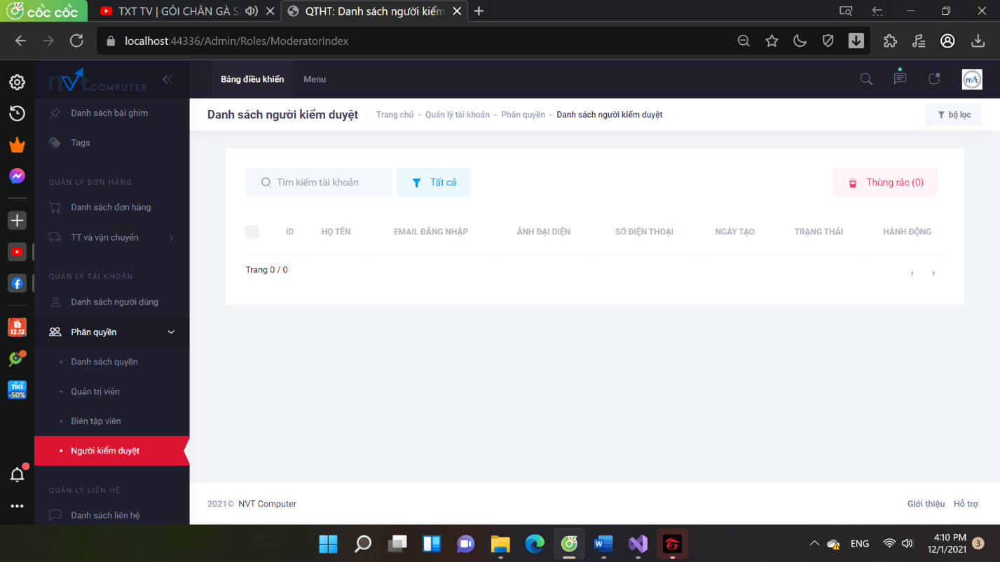 cốc cốc
TXT TV | GÓI CHÂN GÀ S
QTHT: Danh sách người kiểm
localhost:44336/Admin/Roles/ModeratorIndex
nvt COMPUTER
Bảng điều khiển
Menu
nvt
Danh sách người kiểm duyệt
Trang chủ - Quản lý tài khoản - Phân quyền - Danh sách người kiểm duyệt
bộ lọc
Danh sách bài ghim
Tags
QUẢN LÝ ĐƠN HÀNG
Danh sách đơn hàng
TT và vận chuyển
QUẢN LÝ TÀI KHOẢN
Danh sách người dùng
Phân quyền
Danh sách quyền
Quản trị viên
Biên tập viên
Người kiểm duyệt
QUẢN LÝ LIÊN HỆ
Danh sách liên hệ
Tìm kiếm tài khoản
Tất cả
Thùng rác (0)
ID HỌ TÊN EMAIL ĐĂNG NHẬP ẢNH ĐẠI DIỆN SỐ ĐIỆN THOẠI NGÀY TẠO TRẠNG THÁI HÀNH ĐỘNG
Trang 0 / 0
‹ ›
2021© NVT Computer
Giới thiệu Hỗ trợ
12.12
TIKI
-50%
ENG
4:10 PM
12/1/2021
3